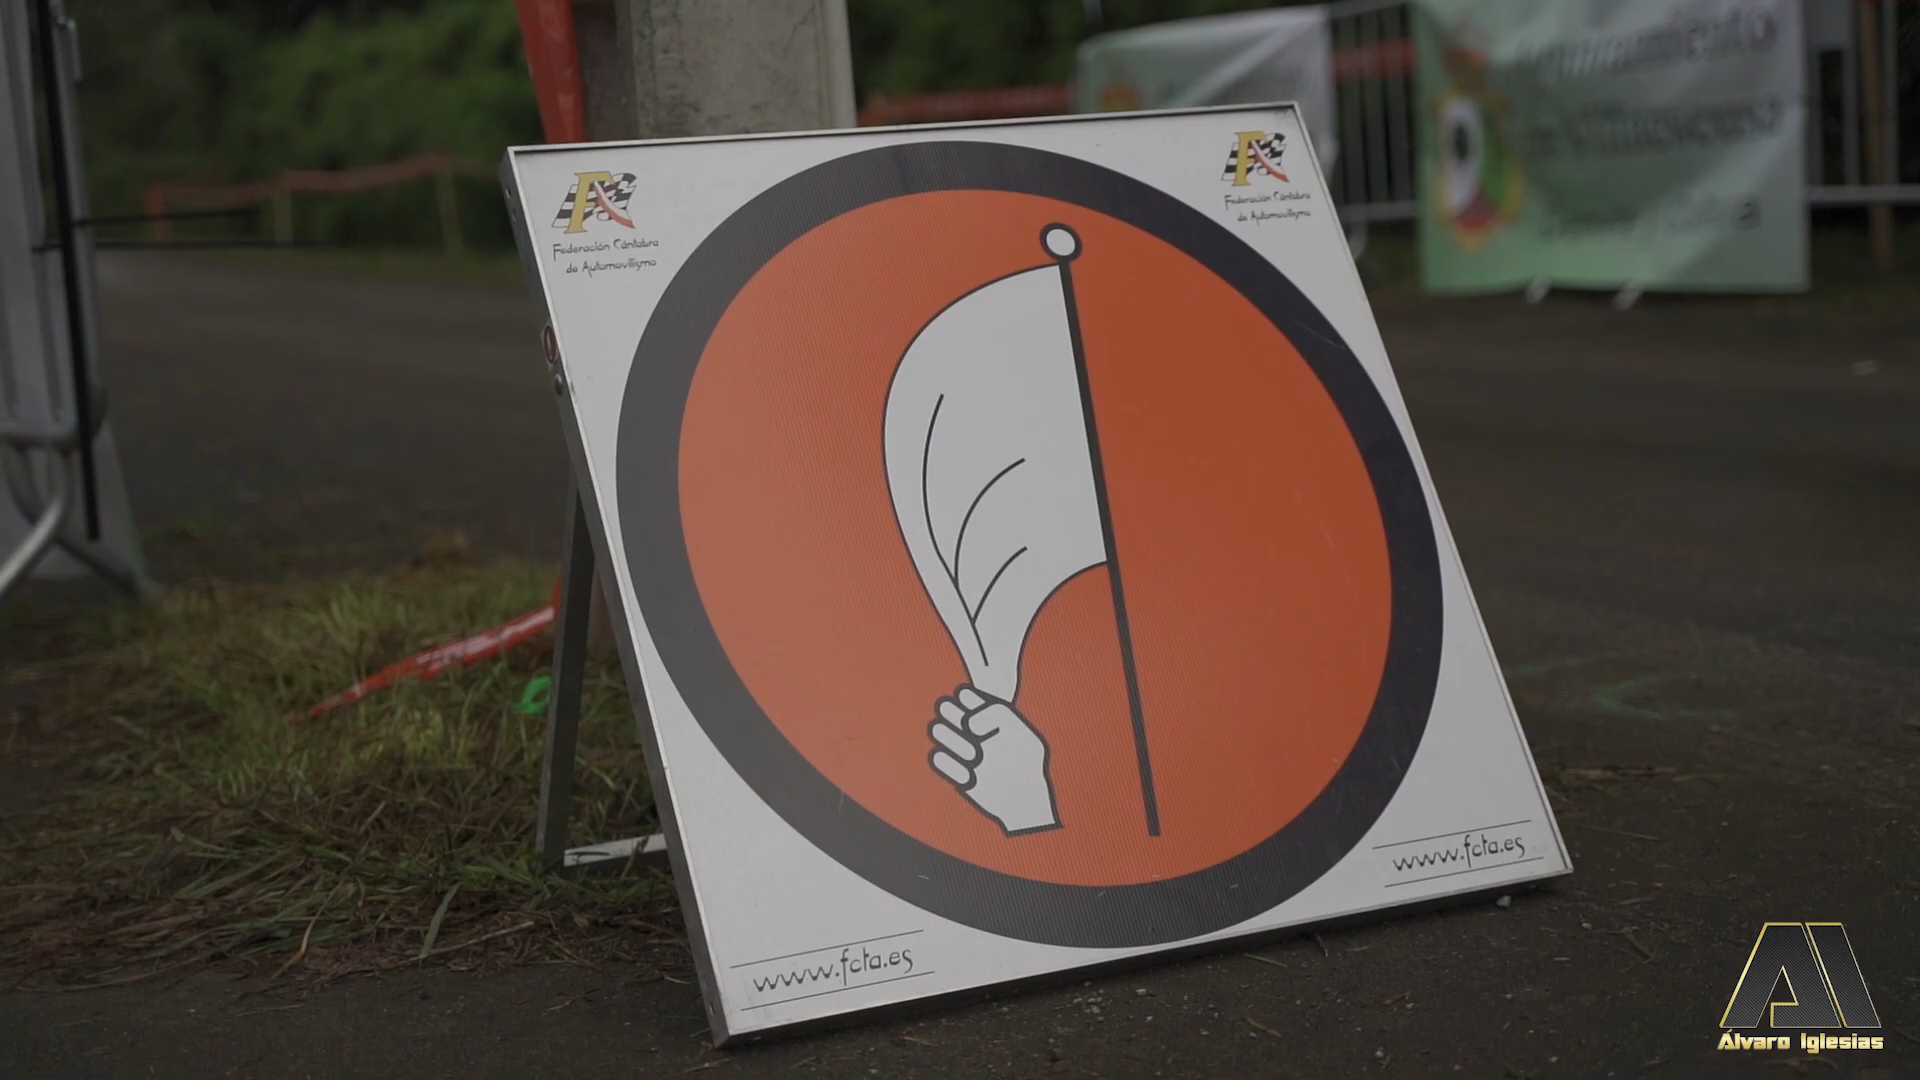 Federación Cántabra
de Automovilismo
Federación Cántabra
de Automovilismo
www.fcta.es
www.fcta.es
Álvaro Iglesias